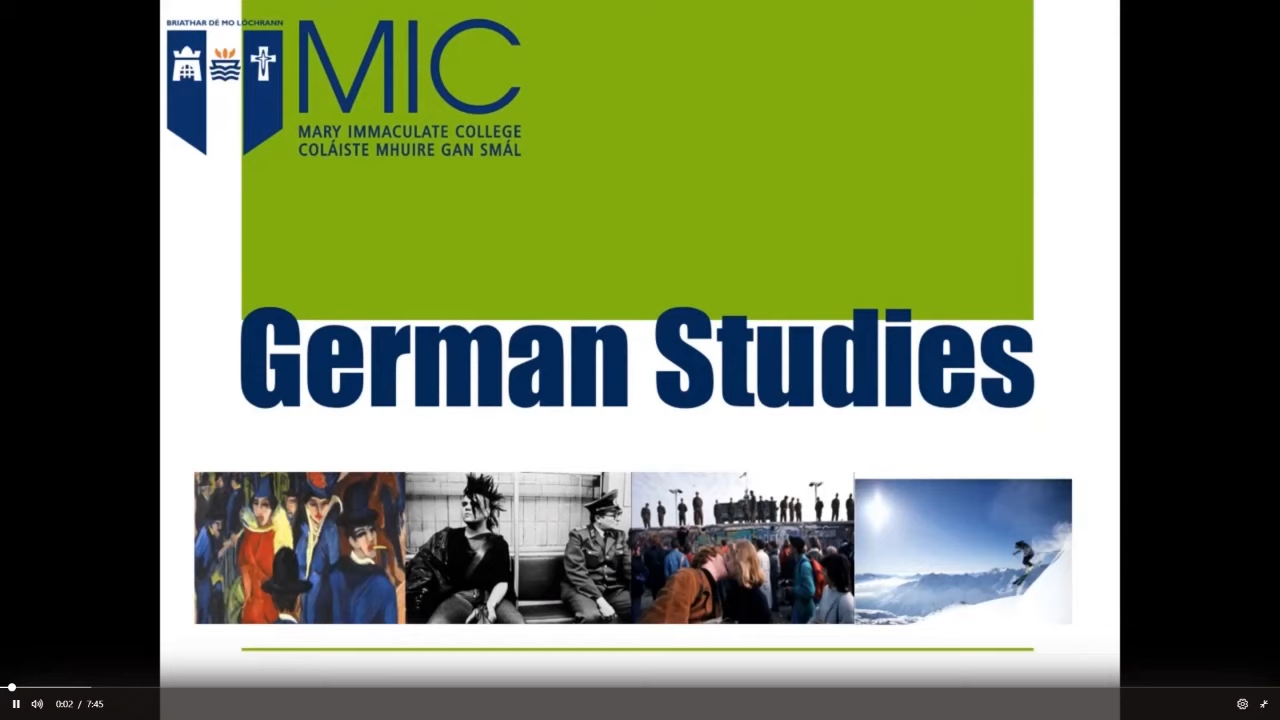 BRIATHAR DÉ MO LÓCHRANN
MIC
MARY IMMACULATE COLLEGE
COLÁISTE MHUIRE GAN SMÁL
German Studies
0:02 / 7:45